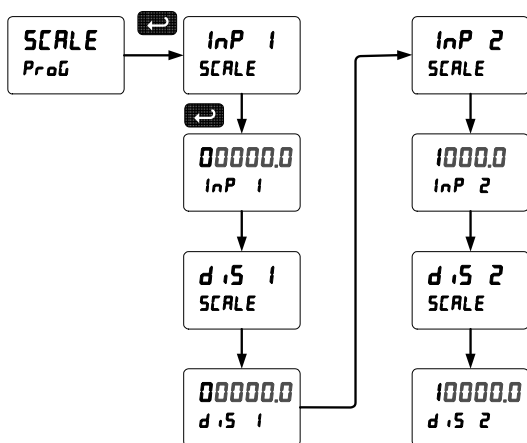 SCALE
ProG
InP 1
SCALE
00000.0
InP 1
diS 1
SCALE
00000.0
diS 1
InP 2
SCALE
1000.0
InP 2
diS 2
SCALE
10000.0
diS 2